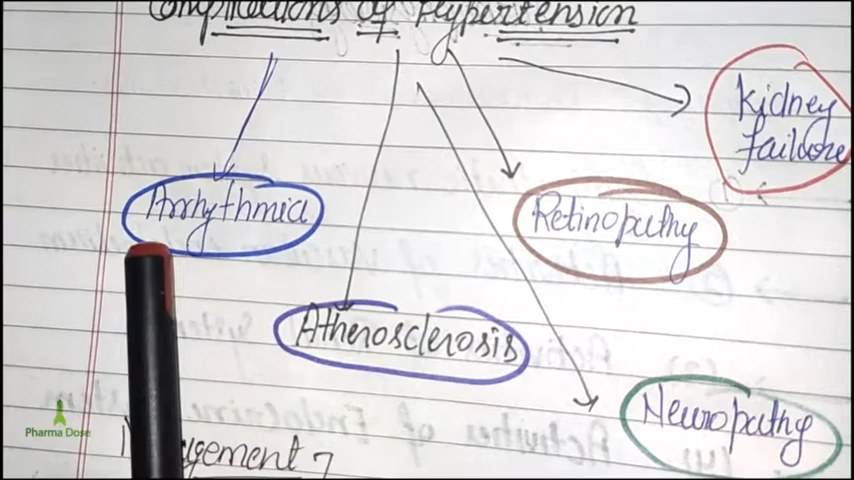 Complications of Hypertension
Kidney
failure
Arrhythmia
Retinopathy
Atherosclerosis
Neuropathy
Pharma Dose